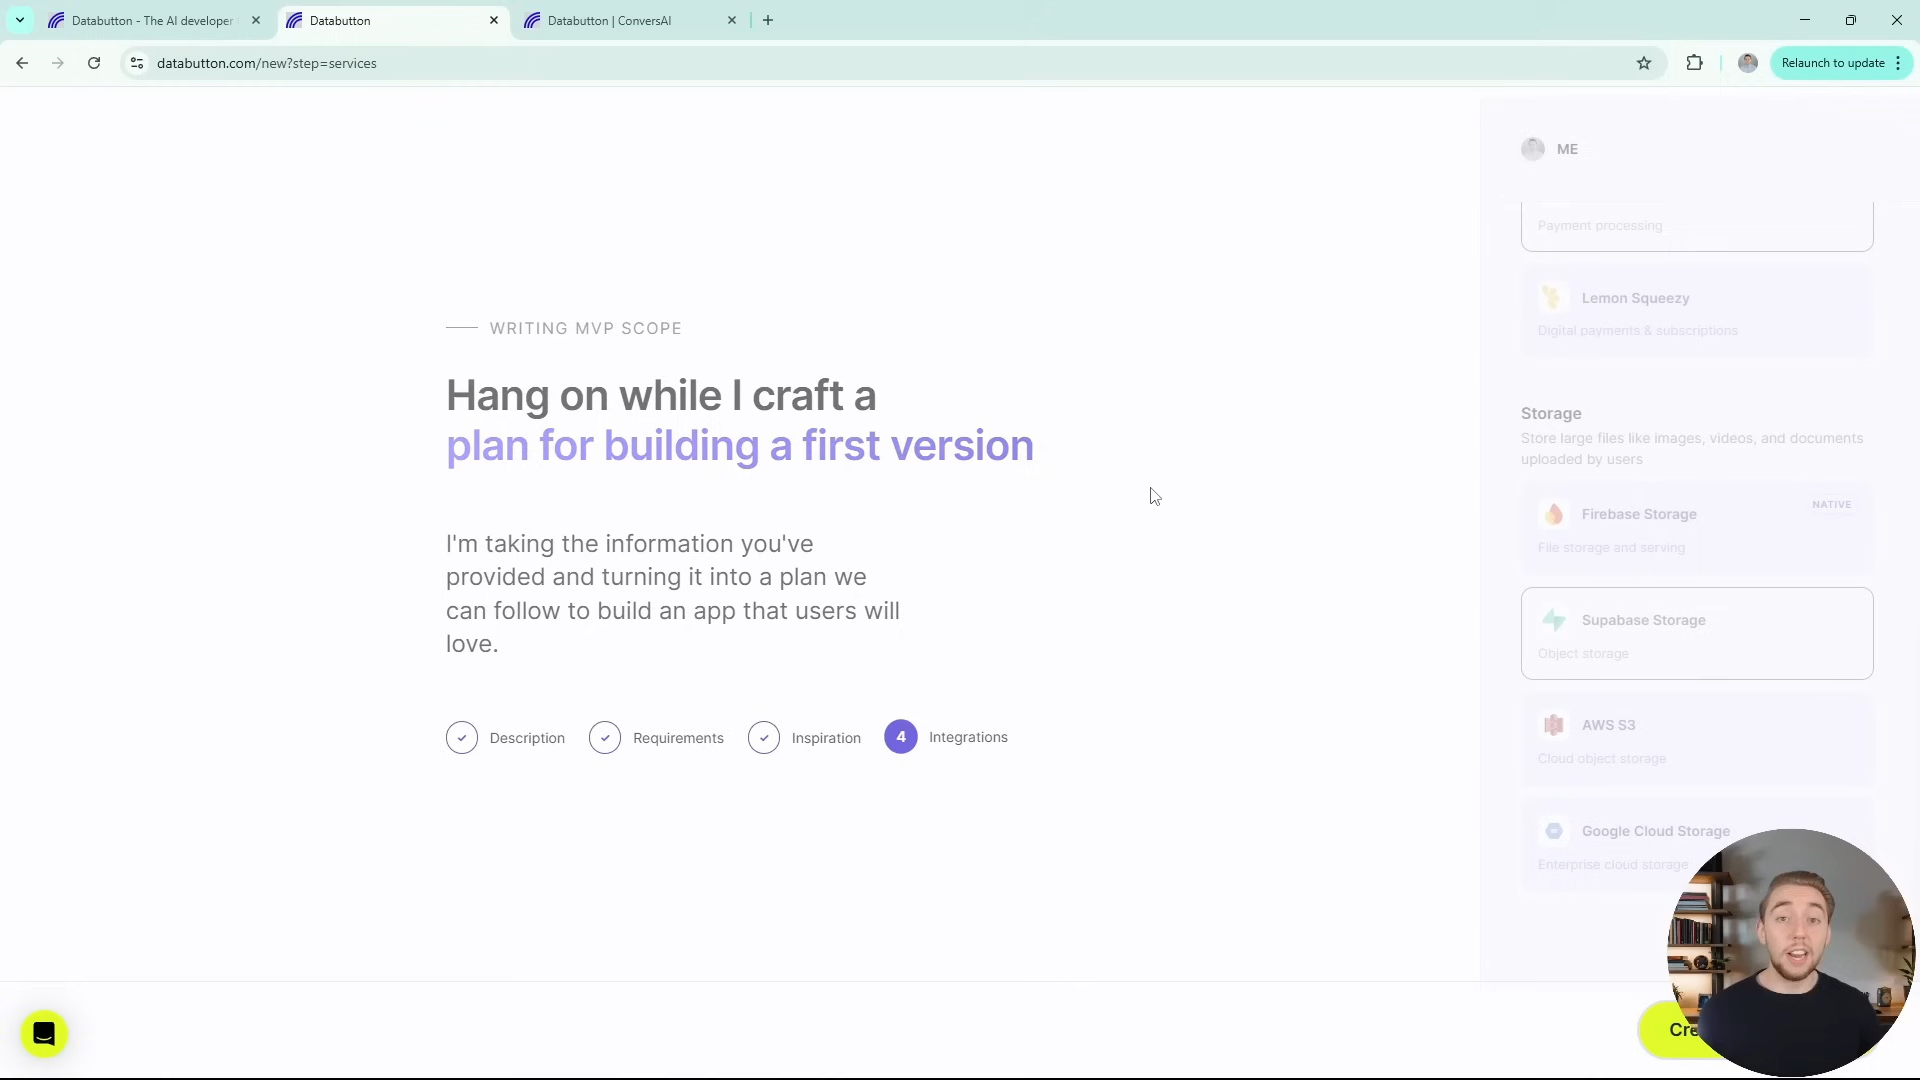 Databutton - The AI developer
Databutton
Databutton | ConversAI
databutton.com/new?step=services
Relaunch to update
ME
Payment processing
Lemon Squeezy
Digital payments & subscriptions
WRITING MVP SCOPE
Hang on while I craft a
plan for building a first version
I'm taking the information you've
provided and turning it into a plan we
can follow to build an app that users will
love.
Description
Requirements
Inspiration
4 Integrations
Storage
Store large files like images, videos, and documents
uploaded by users
Firebase Storage
NATIVE
File storage and serving
Supabase Storage
Object storage
AWS S3
Cloud object storage
Google Cloud Storage
Enterprise cloud storage